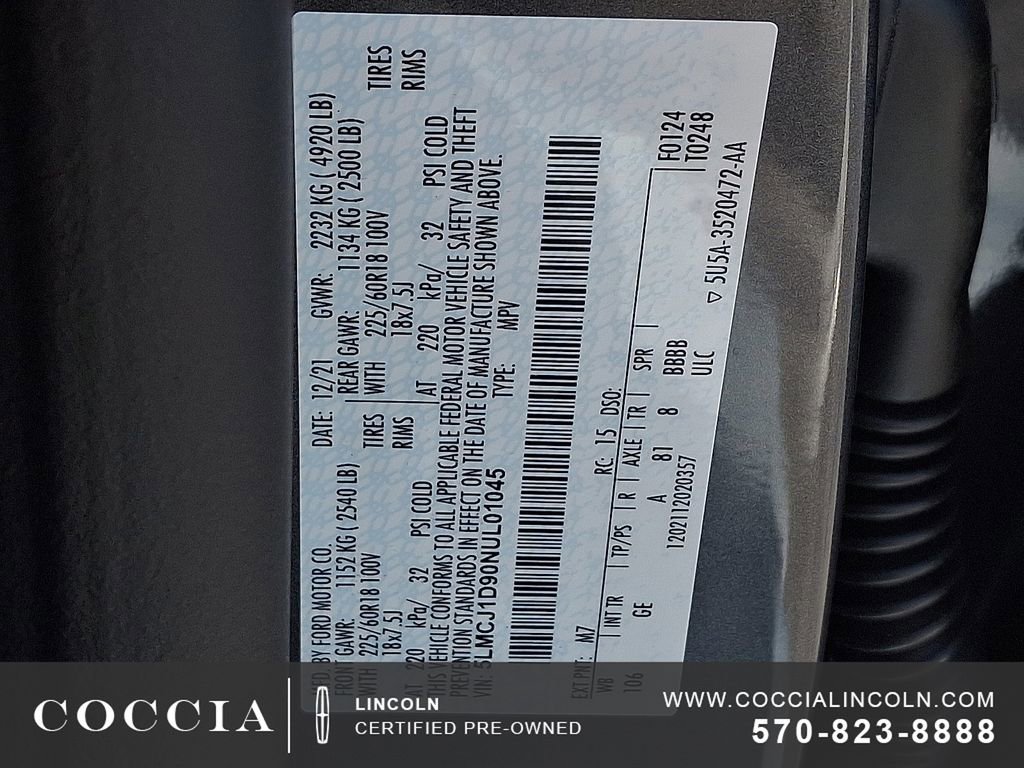 MFD. BY FORD MOTOR CO. DATE: 12/21 GVWR: 2232 KG ( 4920 LB)
FRONT GAWR: 1152 KG ( 2540 LB) REAR GAWR: 1134 KG ( 2500 LB)
WITH 225/60R18 100V TIRES WITH 225/60R18 100V TIRES
18x7.5J RIMS 18x7.5J RIMS
AT 220 kPa/ 32 PSI COLD AT 220 kPa/ 32 PSI COLD
THIS VEHICLE CONFORMS TO ALL APPLICABLE FEDERAL MOTOR VEHICLE SAFETY AND THEFT
PREVENTION STANDARDS IN EFFECT ON THE DATE OF MANUFACTURE SHOWN ABOVE.
VIN: 5LMCJ1D90NUL01045 TYPE: MPV
EXT PNT: M7 RC: 15 DSO: F0124
WB INT TR TP/PS R AXLE TR SPR T0248
106 GE A 81 8 BBBB
ULC
1202112020357 ▽ 5U5A-3520472-AA
COCCIA
LINCOLN
CERTIFIED PRE-OWNED
WWW.COCCIALINCOLN.COM
570-823-8888